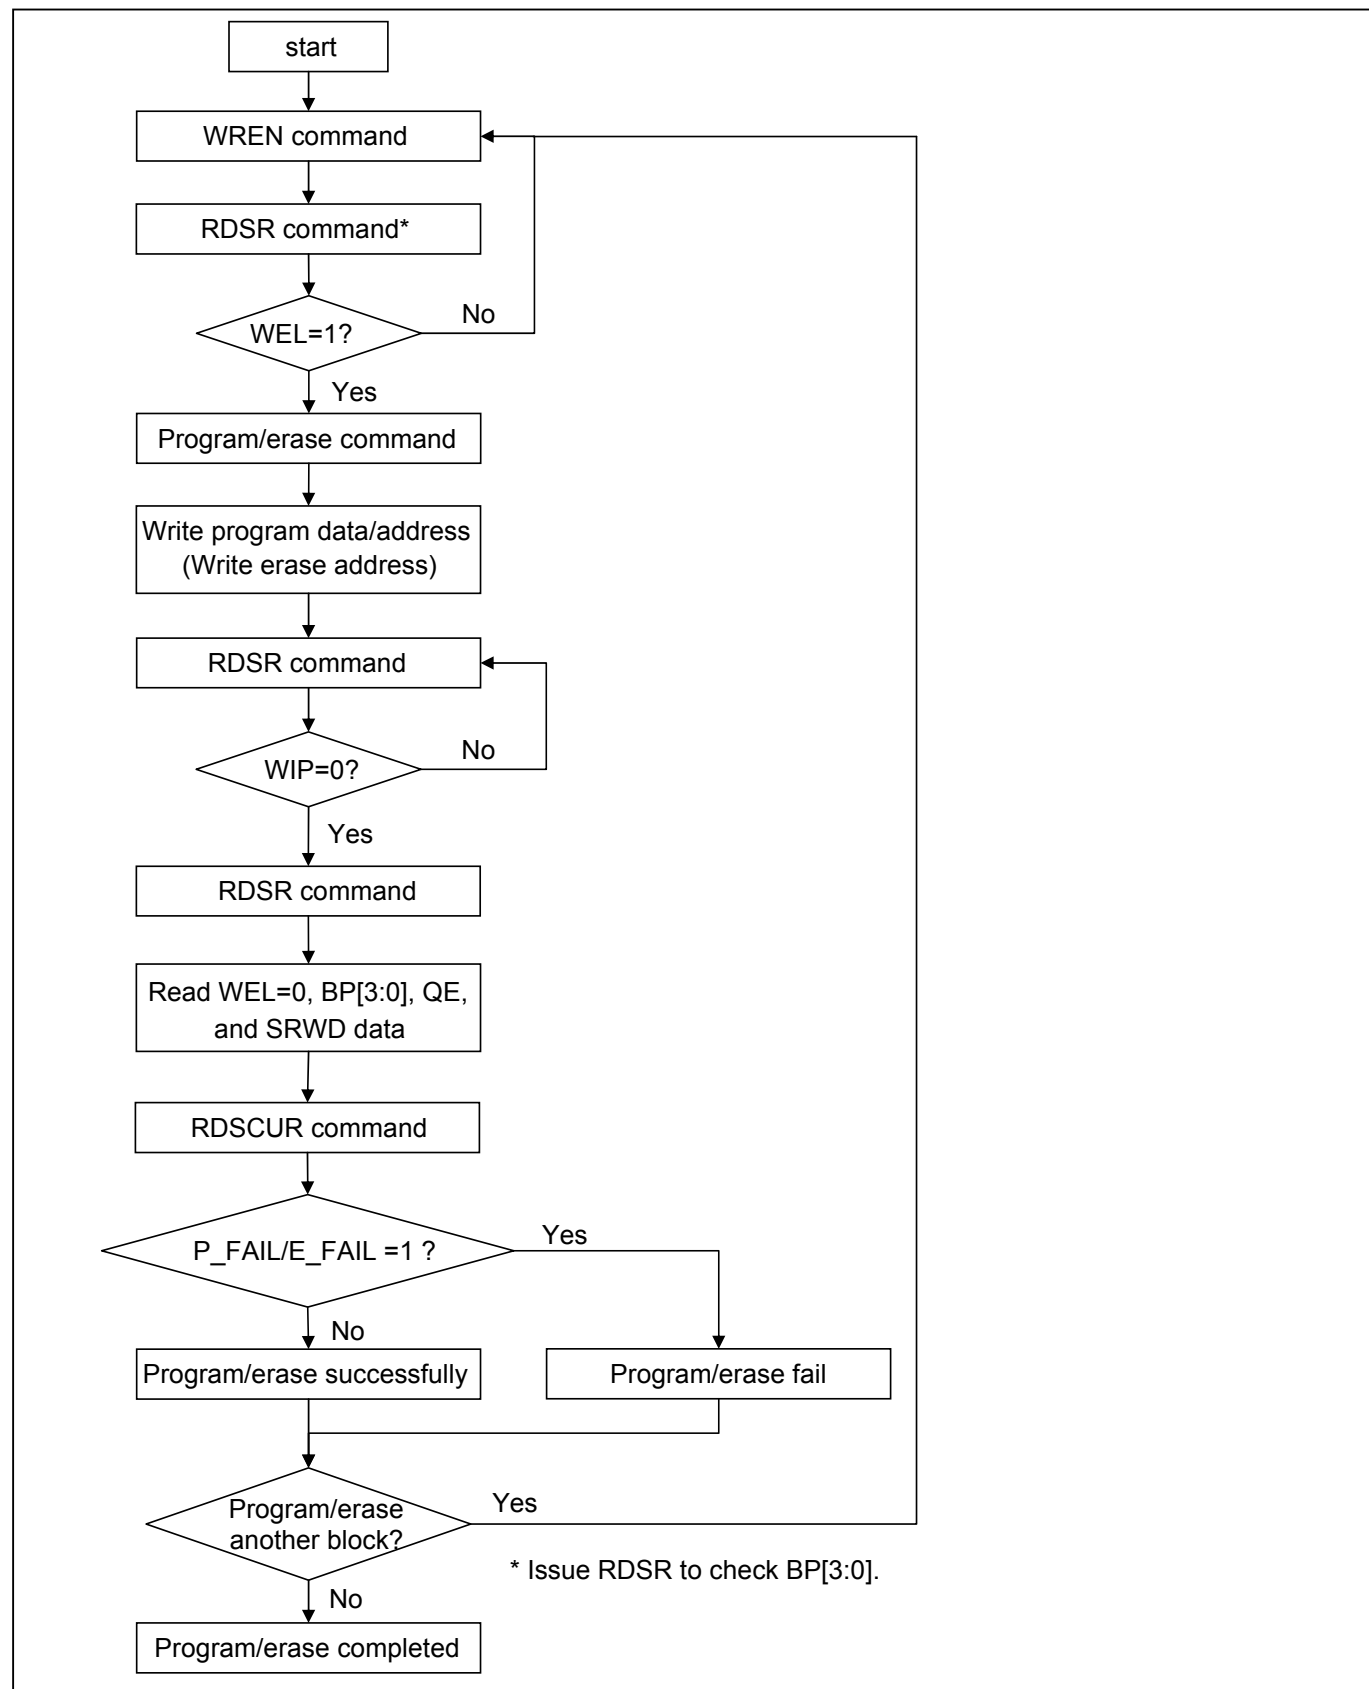 start
WREN command
RDSR command*
WEL=1?
No
Yes
Program/erase command
Write program data/address
(Write erase address)
RDSR command
WIP=0?
No
Yes
RDSR command
Read WEL=0, BP[3:0], QE,
and SRWD data
RDSCUR command
P_FAIL/E_FAIL =1 ?
Yes
No
Program/erase successfully
Program/erase fail
Program/erase
another block?
Yes
* Issue RDSR to check BP[3:0].
No
Program/erase completed